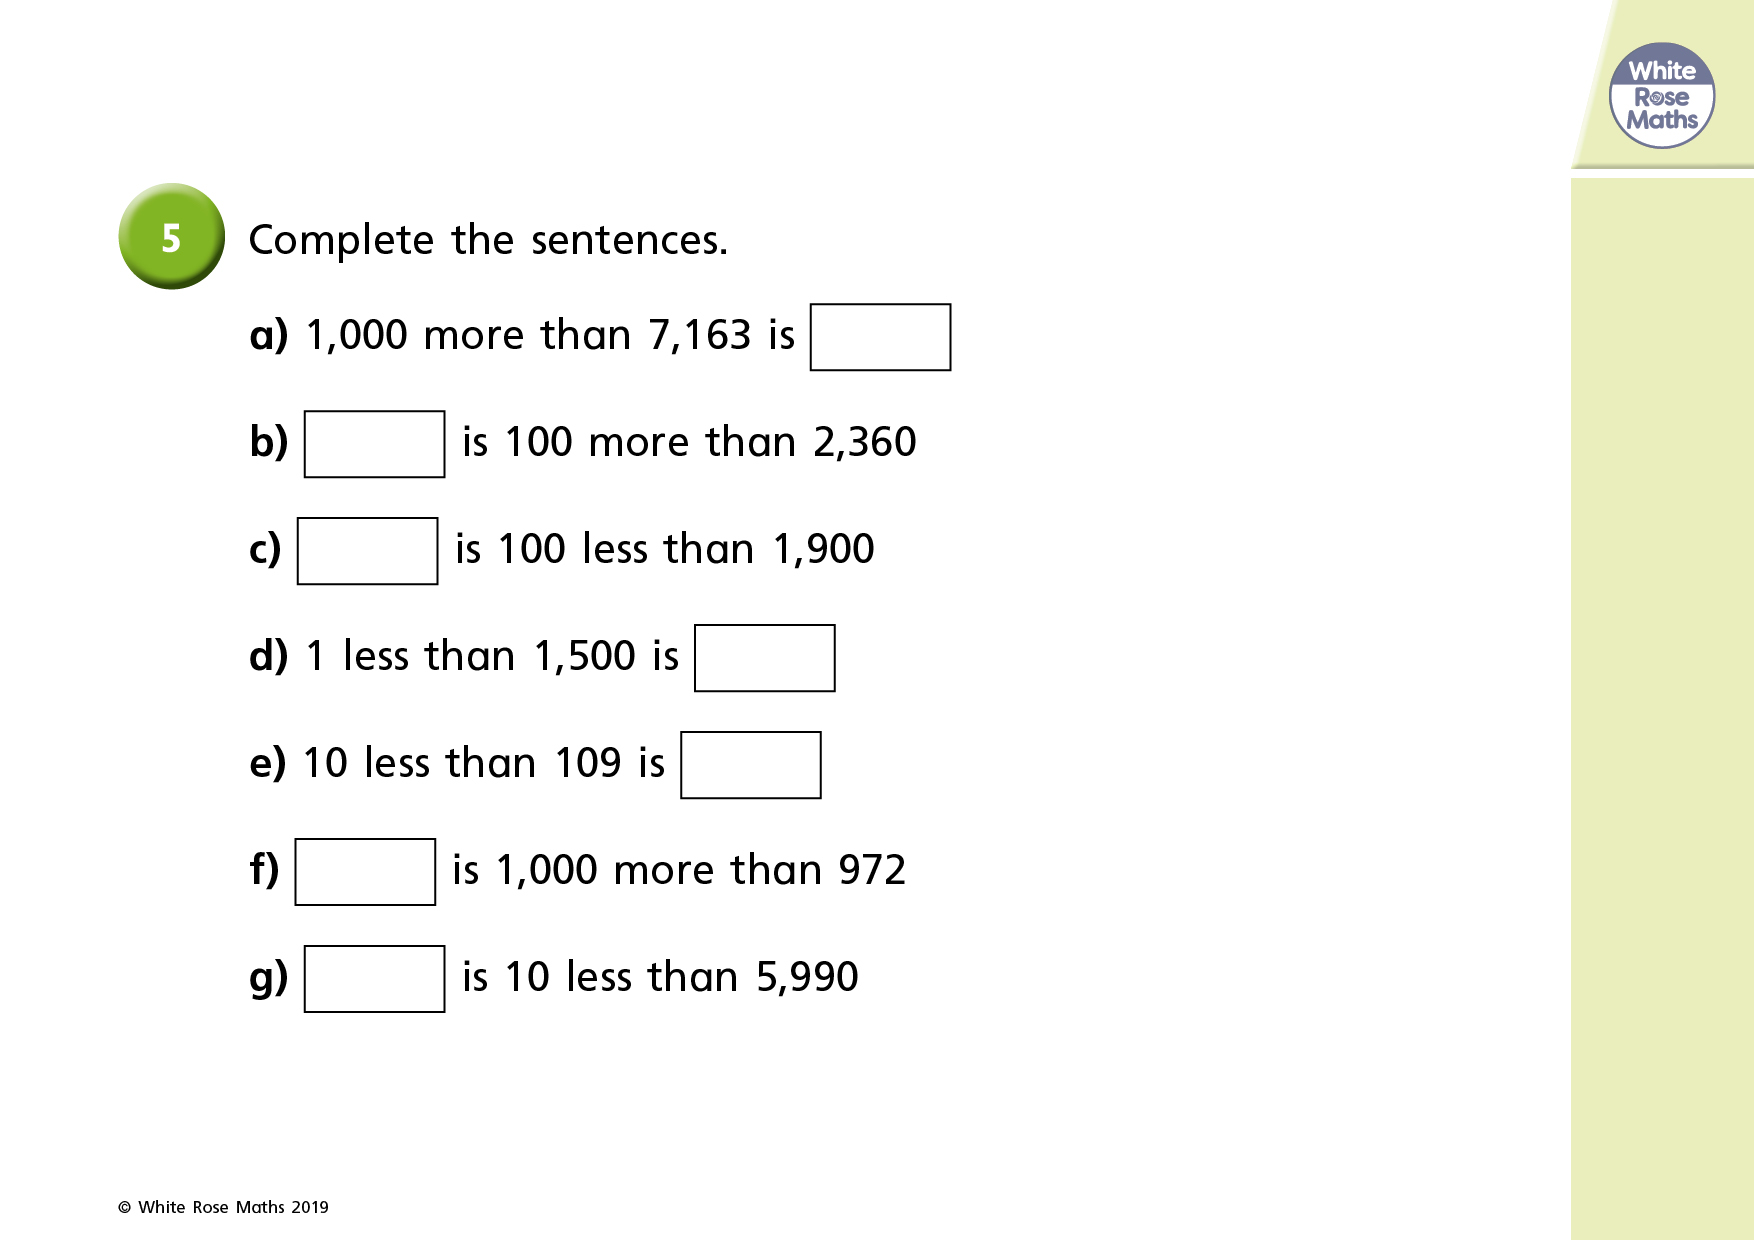 White
Rose
Maths
5 Complete the sentences.
a) 1,000 more than 7,163 is
b) is 100 more than 2,360
c) is 100 less than 1,900
d) 1 less than 1,500 is
e) 10 less than 109 is
f) is 1,000 more than 972
g) is 10 less than 5,990
© White Rose Maths 2019